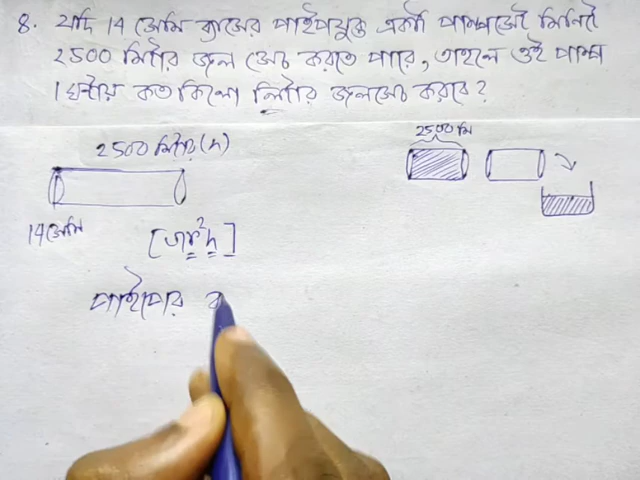 8. যদি 14 সেমি ব্যাসের পাইপযুক্ত একটি পাম্পসেট মিনিটে
2500 মিটার জল সেচ করতে পারে, তাহলে ওই পাম্প
1 ঘন্টায় কত কিলো লিটার জলসেচ করবে?
2500 মিটার (h)
2500 মি
14 সেমি
[πr²h]
পাইপের ব